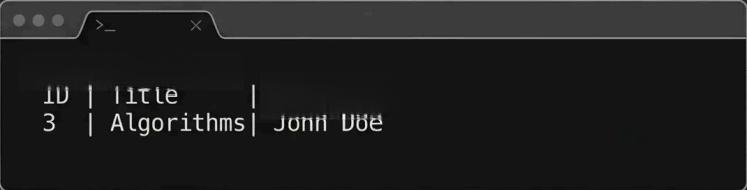 >_
ID | Title      |
3  | Algorithms| John Doe